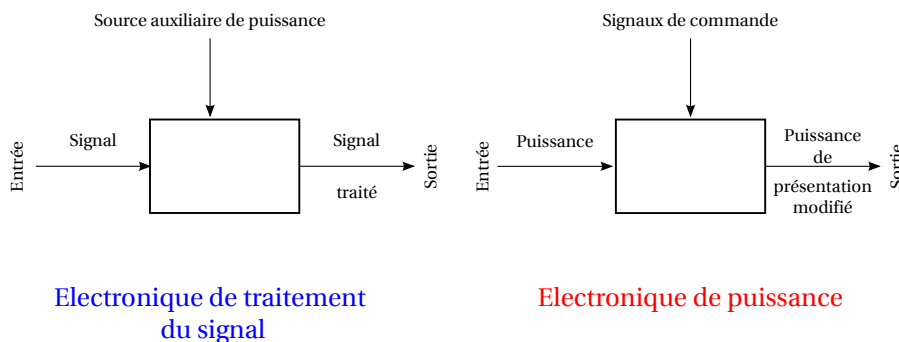 Source auxiliaire de puissance
Entrée
Signal
Signal
traité
Sortie
Electronique de traitement
du signal
Signaux de commande
Entrée
Puissance
Puissance
de
présentation
modifié
Sortie
Electronique de puissance